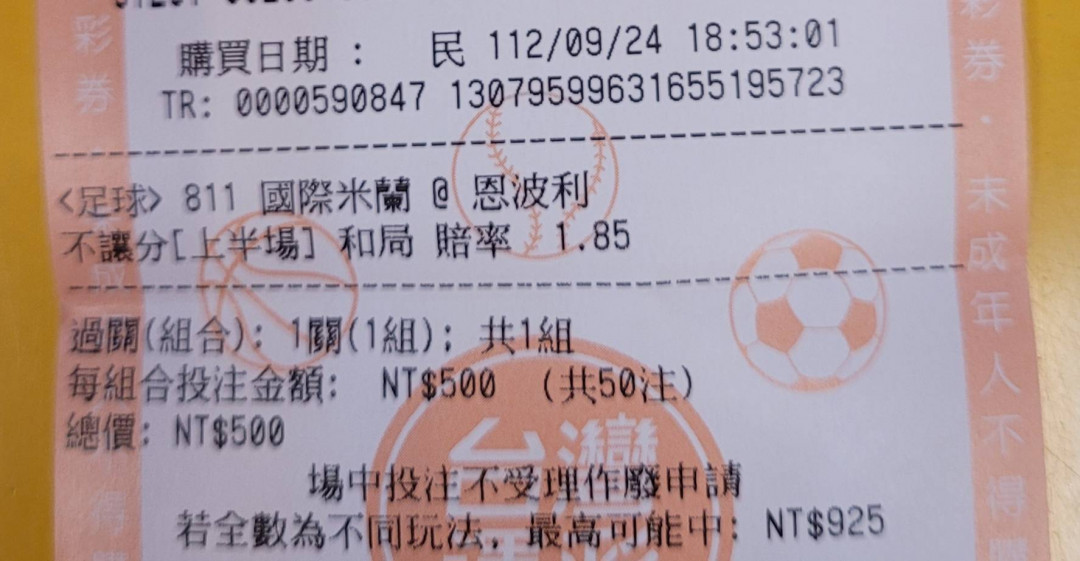 購買日期： 民 112/09/24 18:53:01
TR: 0000590847 13079599631655195723
<足球> 811 國際米蘭 @ 恩波利
不讓分[上半場] 和局 賠率 1.85
過關(組合): 1關(1組); 共1組
每組合投注金額: NT$500 (共50注)
總價: NT$500
場中投注不受理作廢申請
若全數為不同玩法, 最高可能中: NT$925
彩券·
彩券·未成年人不得
台灣